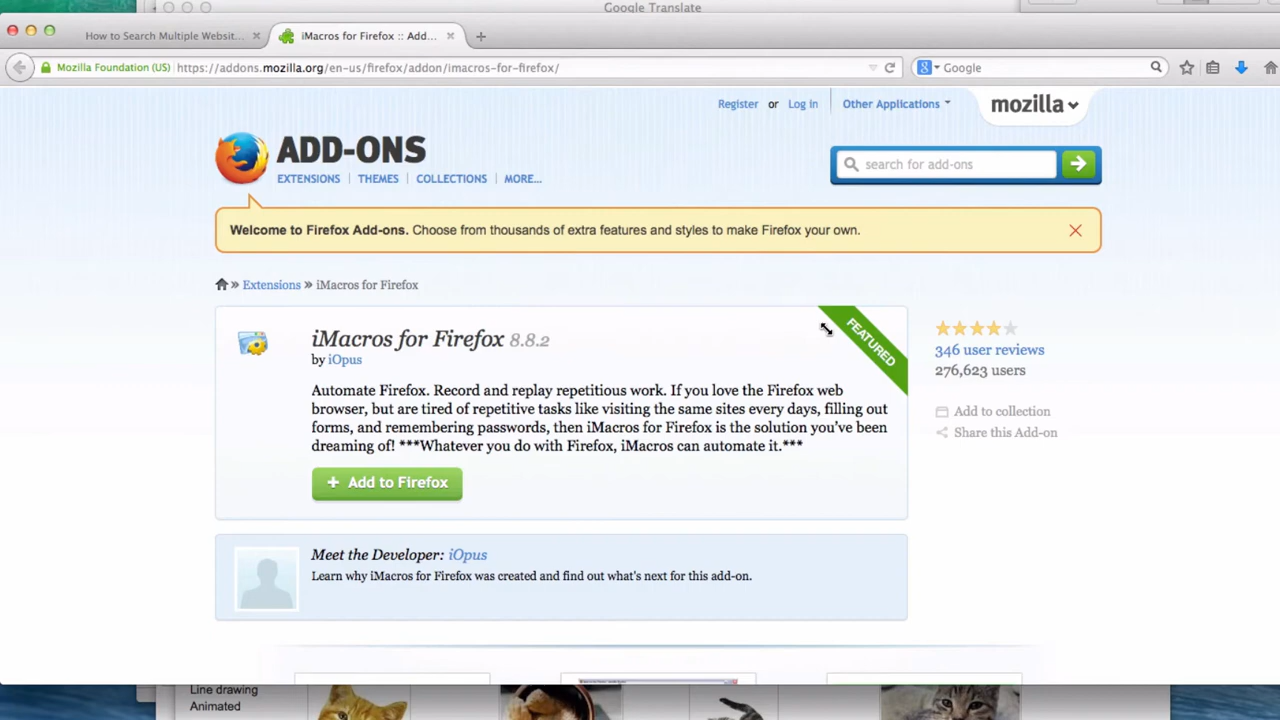 Google Translate
How to Search Multiple Websit...
iMacros for Firefox :: Add...
Mozilla Foundation (US) https://addons.mozilla.org/en-us/firefox/addon/imacros-for-firefox/
Google
Register or Log in
Other Applications
mozilla
ADD-ONS
EXTENSIONS THEMES COLLECTIONS MORE...
search for add-ons
Welcome to Firefox Add-ons. Choose from thousands of extra features and styles to make Firefox your own.
» Extensions » iMacros for Firefox
iMacros for Firefox 8.8.2
by iOpus
FEATURED
Automate Firefox. Record and replay repetitious work. If you love the Firefox web
browser, but are tired of repetitive tasks like visiting the same sites every days, filling out
forms, and remembering passwords, then iMacros for Firefox is the solution you've been
dreaming of! ***Whatever you do with Firefox, iMacros can automate it.***
+ Add to Firefox
346 user reviews
276,623 users
Add to collection
Share this Add-on
Meet the Developer: iOpus
Learn why iMacros for Firefox was created and find out what's next for this add-on.
Line drawing
Animated